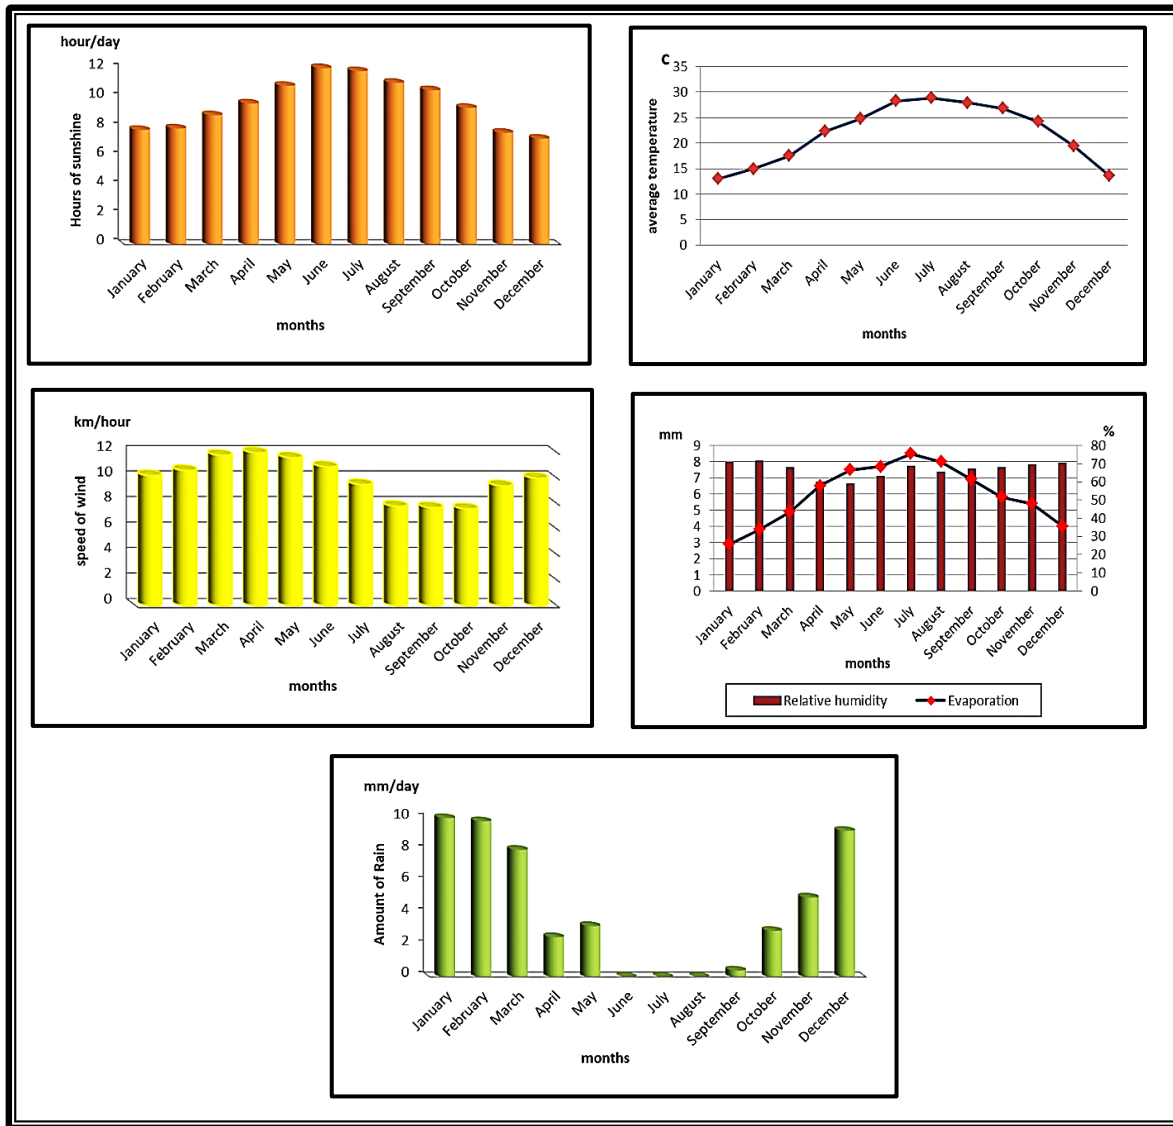 hour/day
Hours of sunshine
12
10
8
6
4
2
0
January
February
March
April
May
June
July
August
September
October
November
December
months
C
average temperature
35
30
25
20
15
10
5
0
January
February
March
April
May
June
July
August
September
October
November
December
months
km/hour
speed of wind
12
10
8
6
4
2
0
January
February
March
April
May
June
July
August
September
October
November
December
months
mm
%
9
8
7
6
5
4
3
2
1
0
80
70
60
50
40
30
20
10
0
January
February
March
April
May
June
July
August
September
October
November
December
months
Relative humidity
Evaporation
mm/day
Amount of Rain
10
8
6
4
2
0
January
February
March
April
May
June
July
August
September
October
November
December
months